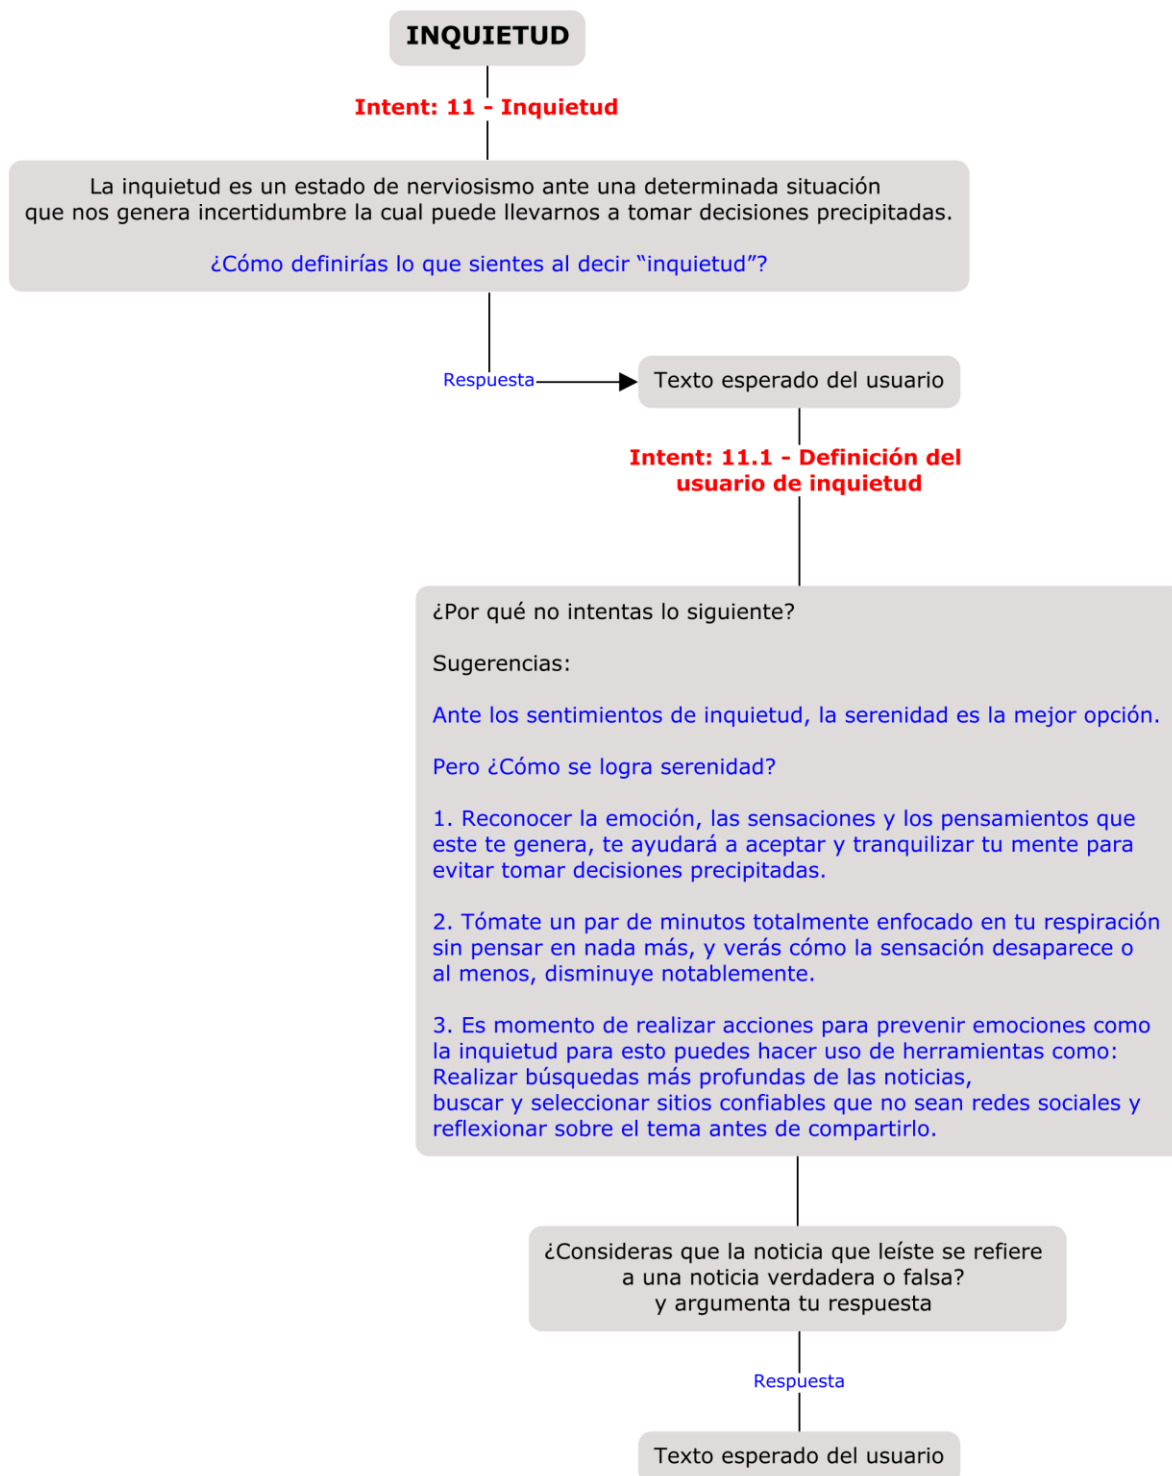 INQUIETUD
Intent: 11 - Inquietud
La inquietud es un estado de nerviosismo ante una determinada situación
que nos genera incertidumbre la cual puede llevarnos a tomar decisiones precipitadas.
¿Cómo definirías lo que sientes al decir “inquietud”?
Respuesta
Texto esperado del usuario
Intent: 11.1 - Definición del
usuario de inquietud
¿Por qué no intentas lo siguiente?
Sugerencias:
Ante los sentimientos de inquietud, la serenidad es la mejor opción.
Pero ¿Cómo se logra serenidad?
1. Reconocer la emoción, las sensaciones y los pensamientos que
este te genera, te ayudará a aceptar y tranquilizar tu mente para
evitar tomar decisiones precipitadas.
2. Tómate un par de minutos totalmente enfocado en tu respiración
sin pensar en nada más, y verás cómo la sensación desaparece o
al menos, disminuye notablemente.
3. Es momento de realizar acciones para prevenir emociones como
la inquietud para esto puedes hacer uso de herramientas como:
Realizar búsquedas más profundas de las noticias,
buscar y seleccionar sitios confiables que no sean redes sociales y
reflexionar sobre el tema antes de compartirlo.
¿Consideras que la noticia que leíste se refiere
a una noticia verdadera o falsa?
y argumenta tu respuesta
Respuesta
Texto esperado del usuario